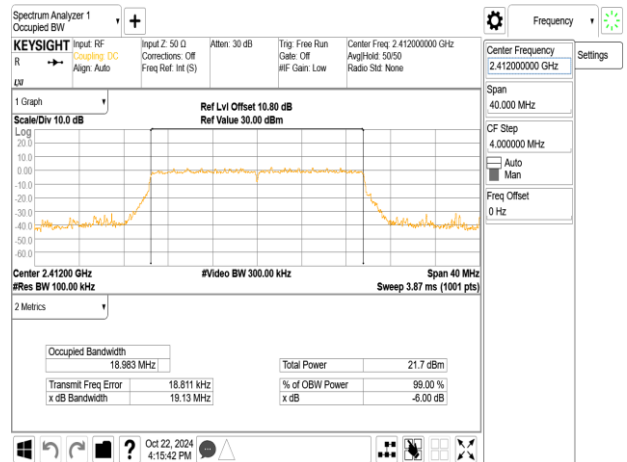 Spectrum Analyzer 1
Occupied BW
Frequency
KEYSIGHT
R
LXI
Input: RF
Coupling: DC
Align: Auto
Input Z: 50 Ω
Corrections: Off
Freq Ref: Int (S)
Atten: 30 dB
Trig: Free Run
Gate: Off
#IF Gain: Low
Center Freq: 2.412000000 GHz
Avg|Hold: 50/50
Radio Std: None
Center Frequency
2.412000000 GHz
Settings
Span
40.000 MHz
CF Step
4.000000 MHz
Auto
Man
Freq Offset
0 Hz
1 Graph
Scale/Div 10.0 dB
Ref Lvl Offset 10.80 dB
Ref Value 30.00 dBm
Log
20.0
10.0
0.00
-10.0
-20.0
-30.0
-40.0
-50.0
-60.0
Center 2.41200 GHz
#Video BW 300.00 kHz
Span 40 MHz
#Res BW 100.00 kHz
Sweep 3.87 ms (1001 pts)
2 Metrics
Occupied Bandwidth
18.983 MHz
Total Power 21.7 dBm
Transmit Freq Error 18.811 kHz
% of OBW Power 99.00 %
x dB Bandwidth 19.13 MHz
x dB -6.00 dB
?
Oct 22, 2024
4:15:42 PM